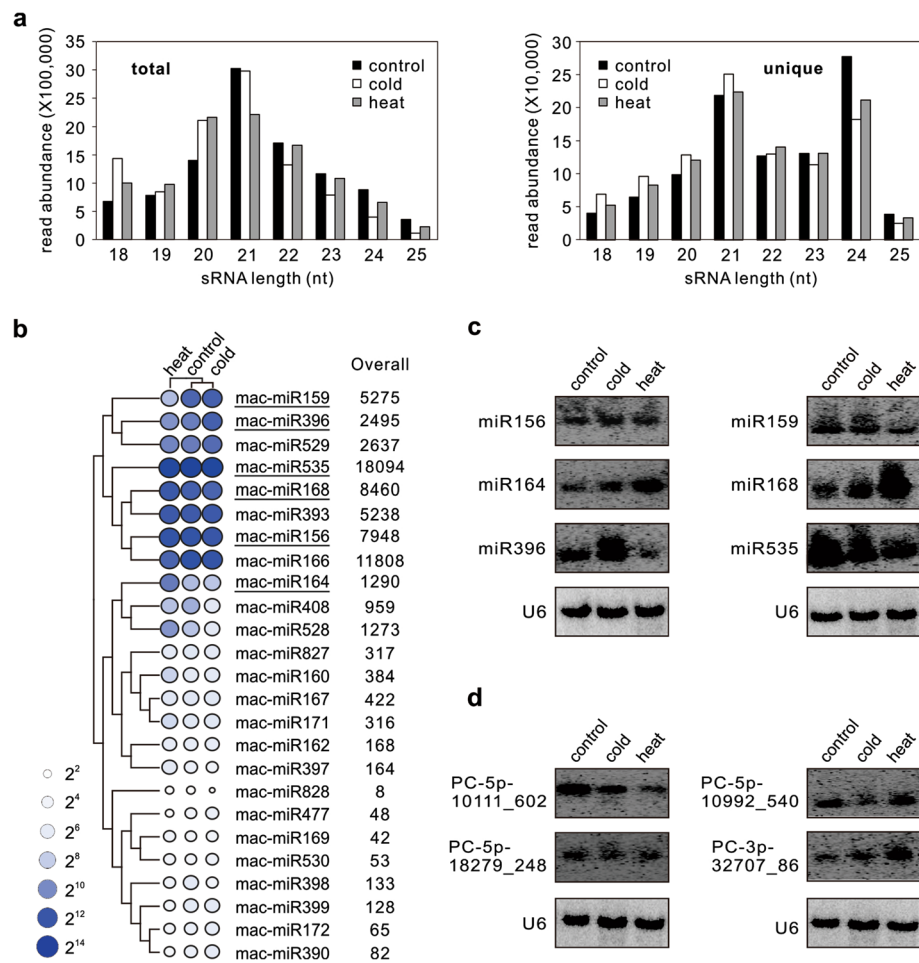 a
total
control
cold
heat
read abundance (X100,000)
35
30
25
20
15
10
5
0
18 19 20 21 22 23 24 25
sRNA length (nt)
unique
control
cold
heat
read abundance (X10,000)
30
25
20
15
10
5
0
18 19 20 21 22 23 24 25
sRNA length (nt)
b
heat control cold Overall
mac-miR159 5275
mac-miR396 2495
mac-miR529 2637
mac-miR535 18094
mac-miR168 8460
mac-miR393 5238
mac-miR156 7948
mac-miR166 11808
mac-miR164 1290
mac-miR408 959
mac-miR528 1273
mac-miR827 317
mac-miR160 384
mac-miR167 422
mac-miR171 316
mac-miR162 168
mac-miR397 164
mac-miR828 8
mac-miR477 48
mac-miR169 42
mac-miR530 53
mac-miR398 133
mac-miR399 128
mac-miR172 65
mac-miR390 82
2²
2⁴
2⁶
2⁸
2¹⁰
2¹²
2¹⁴
c
control cold heat
miR156
miR164
miR396
U6
control cold heat
miR159
miR168
miR535
U6
d
control cold heat
PC-5p-
10111_602
PC-5p-
18279_248
U6
control cold heat
PC-5p-
10992_540
PC-3p-
32707_86
U6